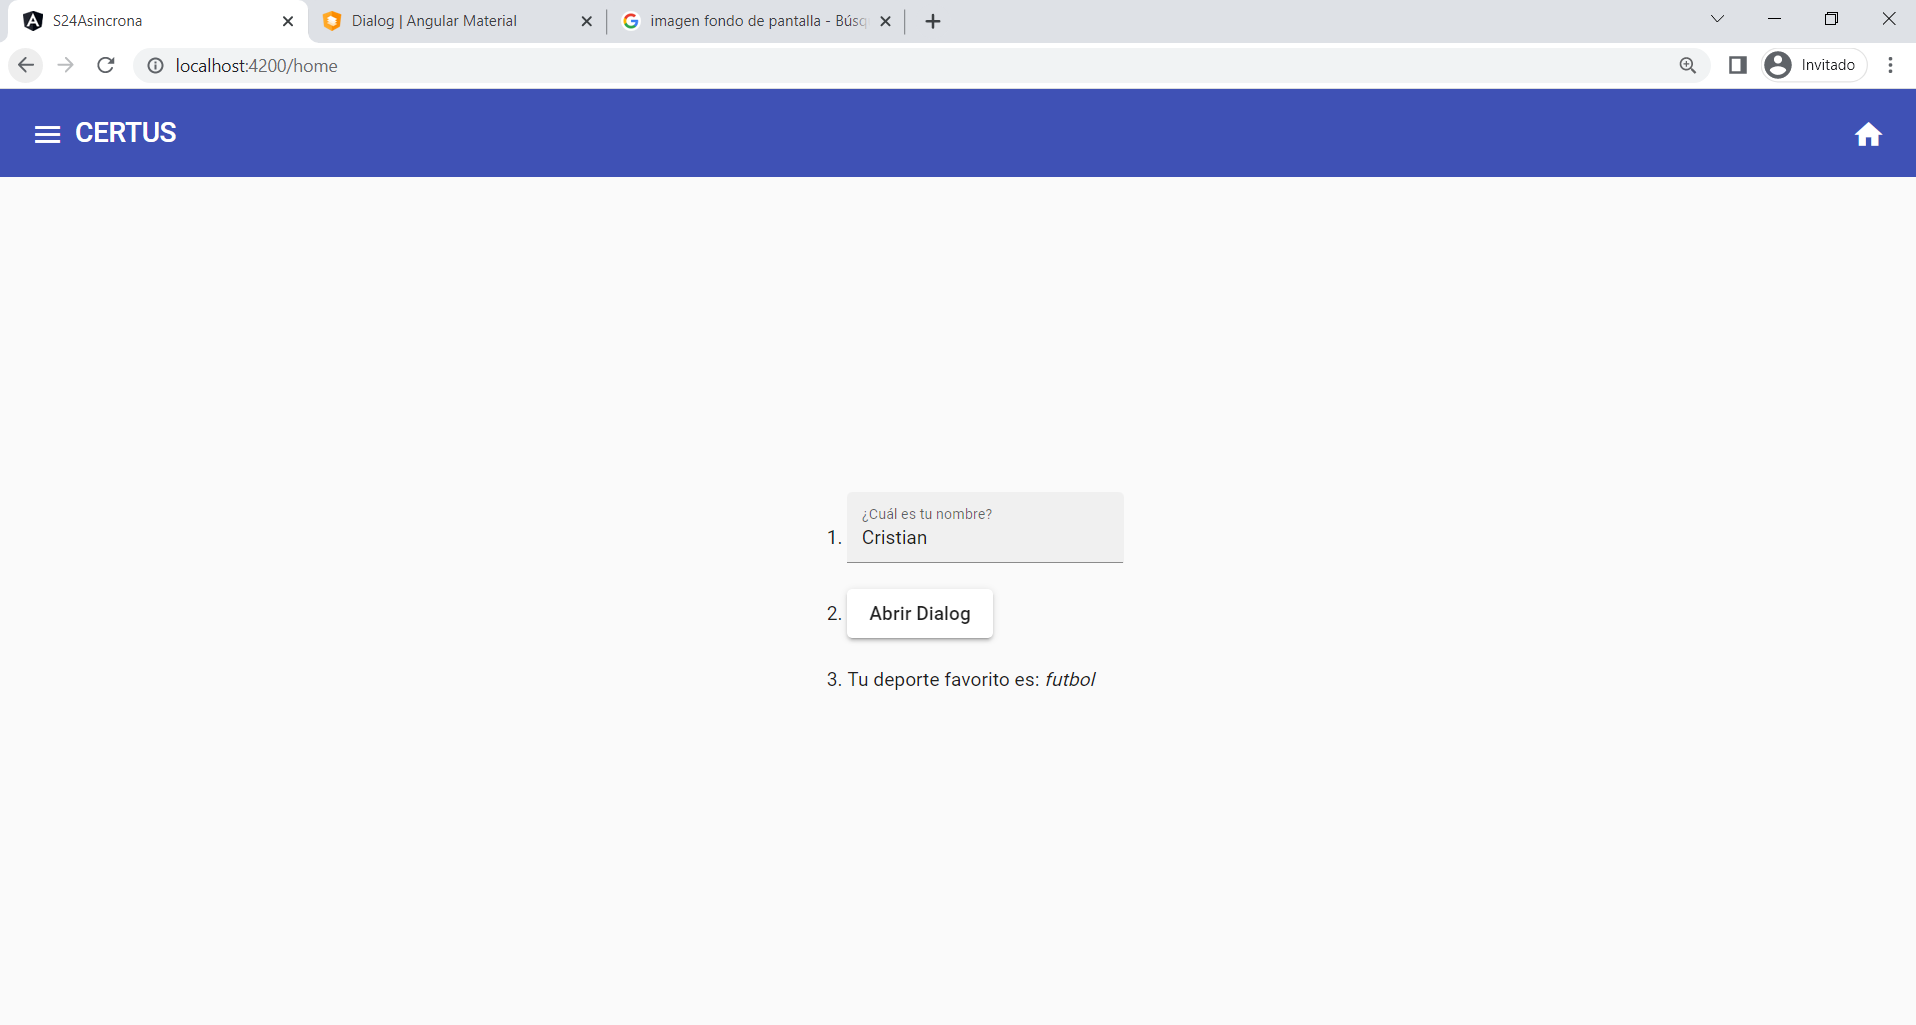 S24Asincrona
Dialog | Angular Material
imagen fondo de pantalla - Búsq
localhost:4200/home
Invitado
CERTUS
¿Cuál es tu nombre?
1. Cristian
2. Abrir Dialog
3. Tu deporte favorito es: futbol